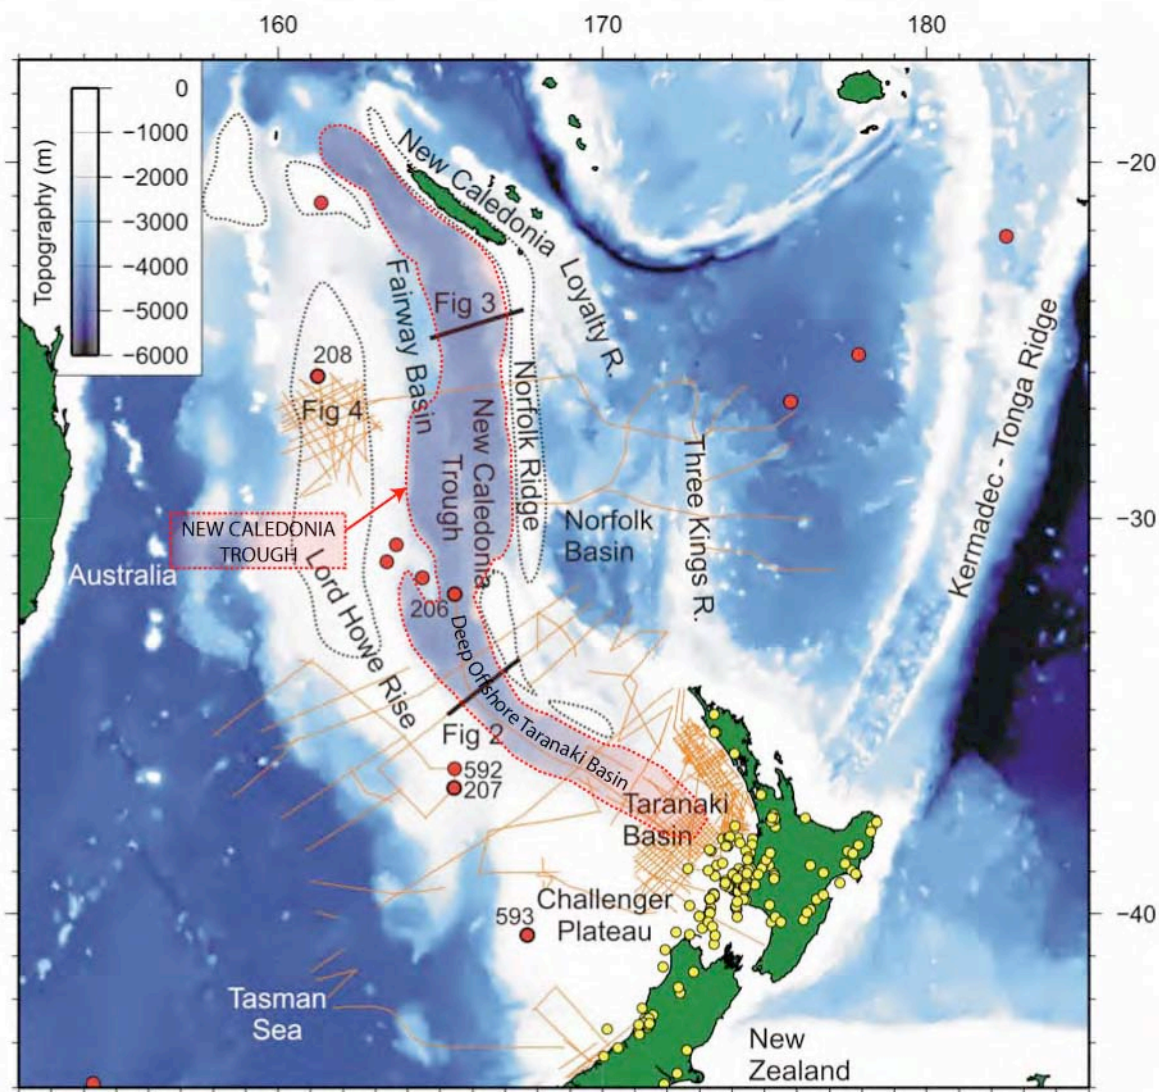 160
170
180
0
−1000
−2000
−3000
−4000
−5000
−6000
Topography (m)
−20
−30
−40
New Caledonia
Loyalty R.
Fairway Basin
Fig 3
208
Fig 4
Norfolk Ridge
New Caledonia
Trough
NEW CALEDONIA
TROUGH
Norfolk
Basin
Three Kings R.
Kermadec - Tonga Ridge
Australia
Lord Howe Rise
206
Deep Offshore Taranaki Basin
Fig 2
592
207
Taranaki
Basin
593
Challenger
Plateau
Tasman
Sea
New
Zealand